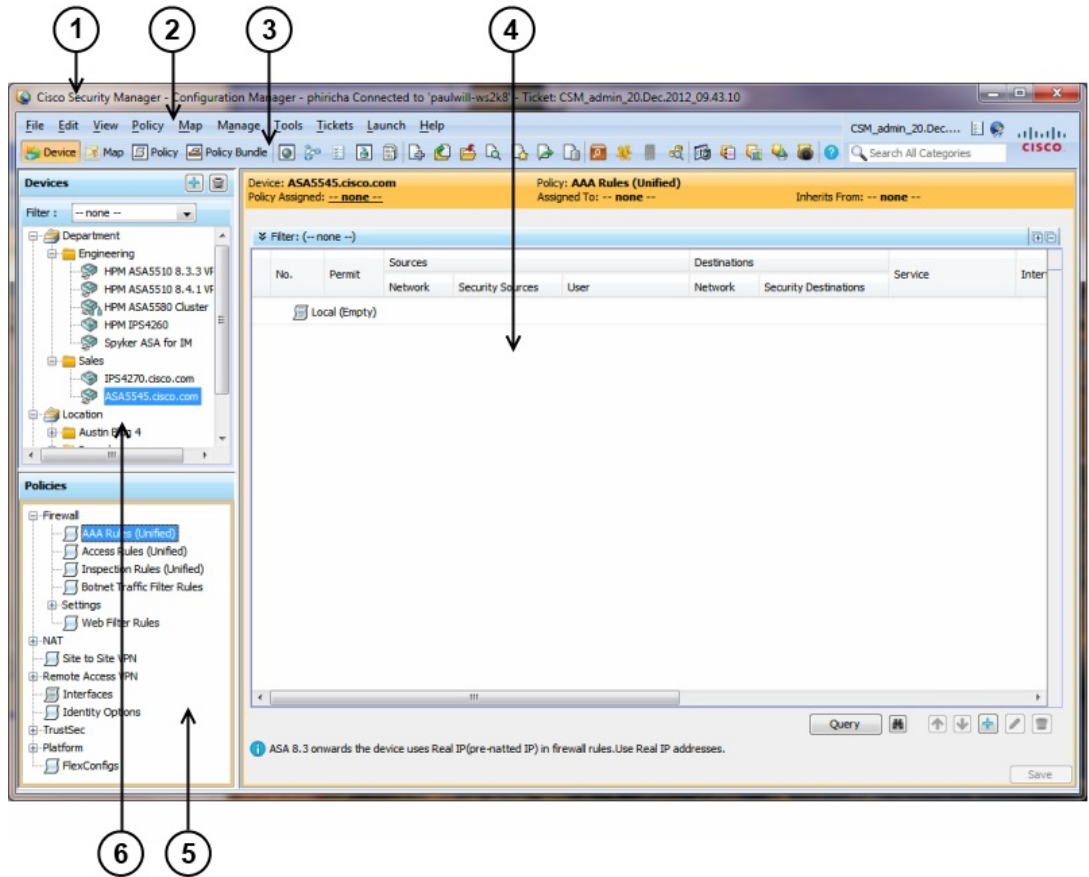 1 2 3 4
Cisco Security Manager - Configuration Manager - phiricha Connected to 'paulwill-ws2k8' - Ticket: CSM_admin_20.Dec.2012_09.43.10
File Edit View Policy Map Manage Tools Tickets Launch Help
CSM_admin_20.Dec....
Device Map Policy Policy Bundle
Search All Categories
CISCO
Devices
Filter : -- none --
Department
Engineering
HPM ASA5510 8.3.3 VF
HPM ASA5510 8.4.1 VF
HPM ASA5580 Cluster
HPM IPS4260
Spyker ASA for IM
Sales
IPS4270.cisco.com
ASA5545.cisco.com
Location
Austin 4
Policies
Firewall
AAA Rules (Unified)
Access Rules (Unified)
Inspection Rules (Unified)
Botnet Traffic Filter Rules
Settings
Web Filter Rules
NAT
Site to Site VPN
Remote Access VPN
Interfaces
Identity Options
TrustSec
Platform
FlexConfigs
Device: ASA5545.cisco.com Policy: AAA Rules (Unified)
Policy Assigned: -- none -- Assigned To: -- none -- Inherits From: -- none --
Filter: (-- none --)
No. Permit Sources Destinations Service Inter
Network Security Sources User Network Security Destinations
Local (Empty)
Query
ASA 8.3 onwards the device uses Real IP(pre-natted IP) in firewall rules.Use Real IP addresses.
Save
6 5